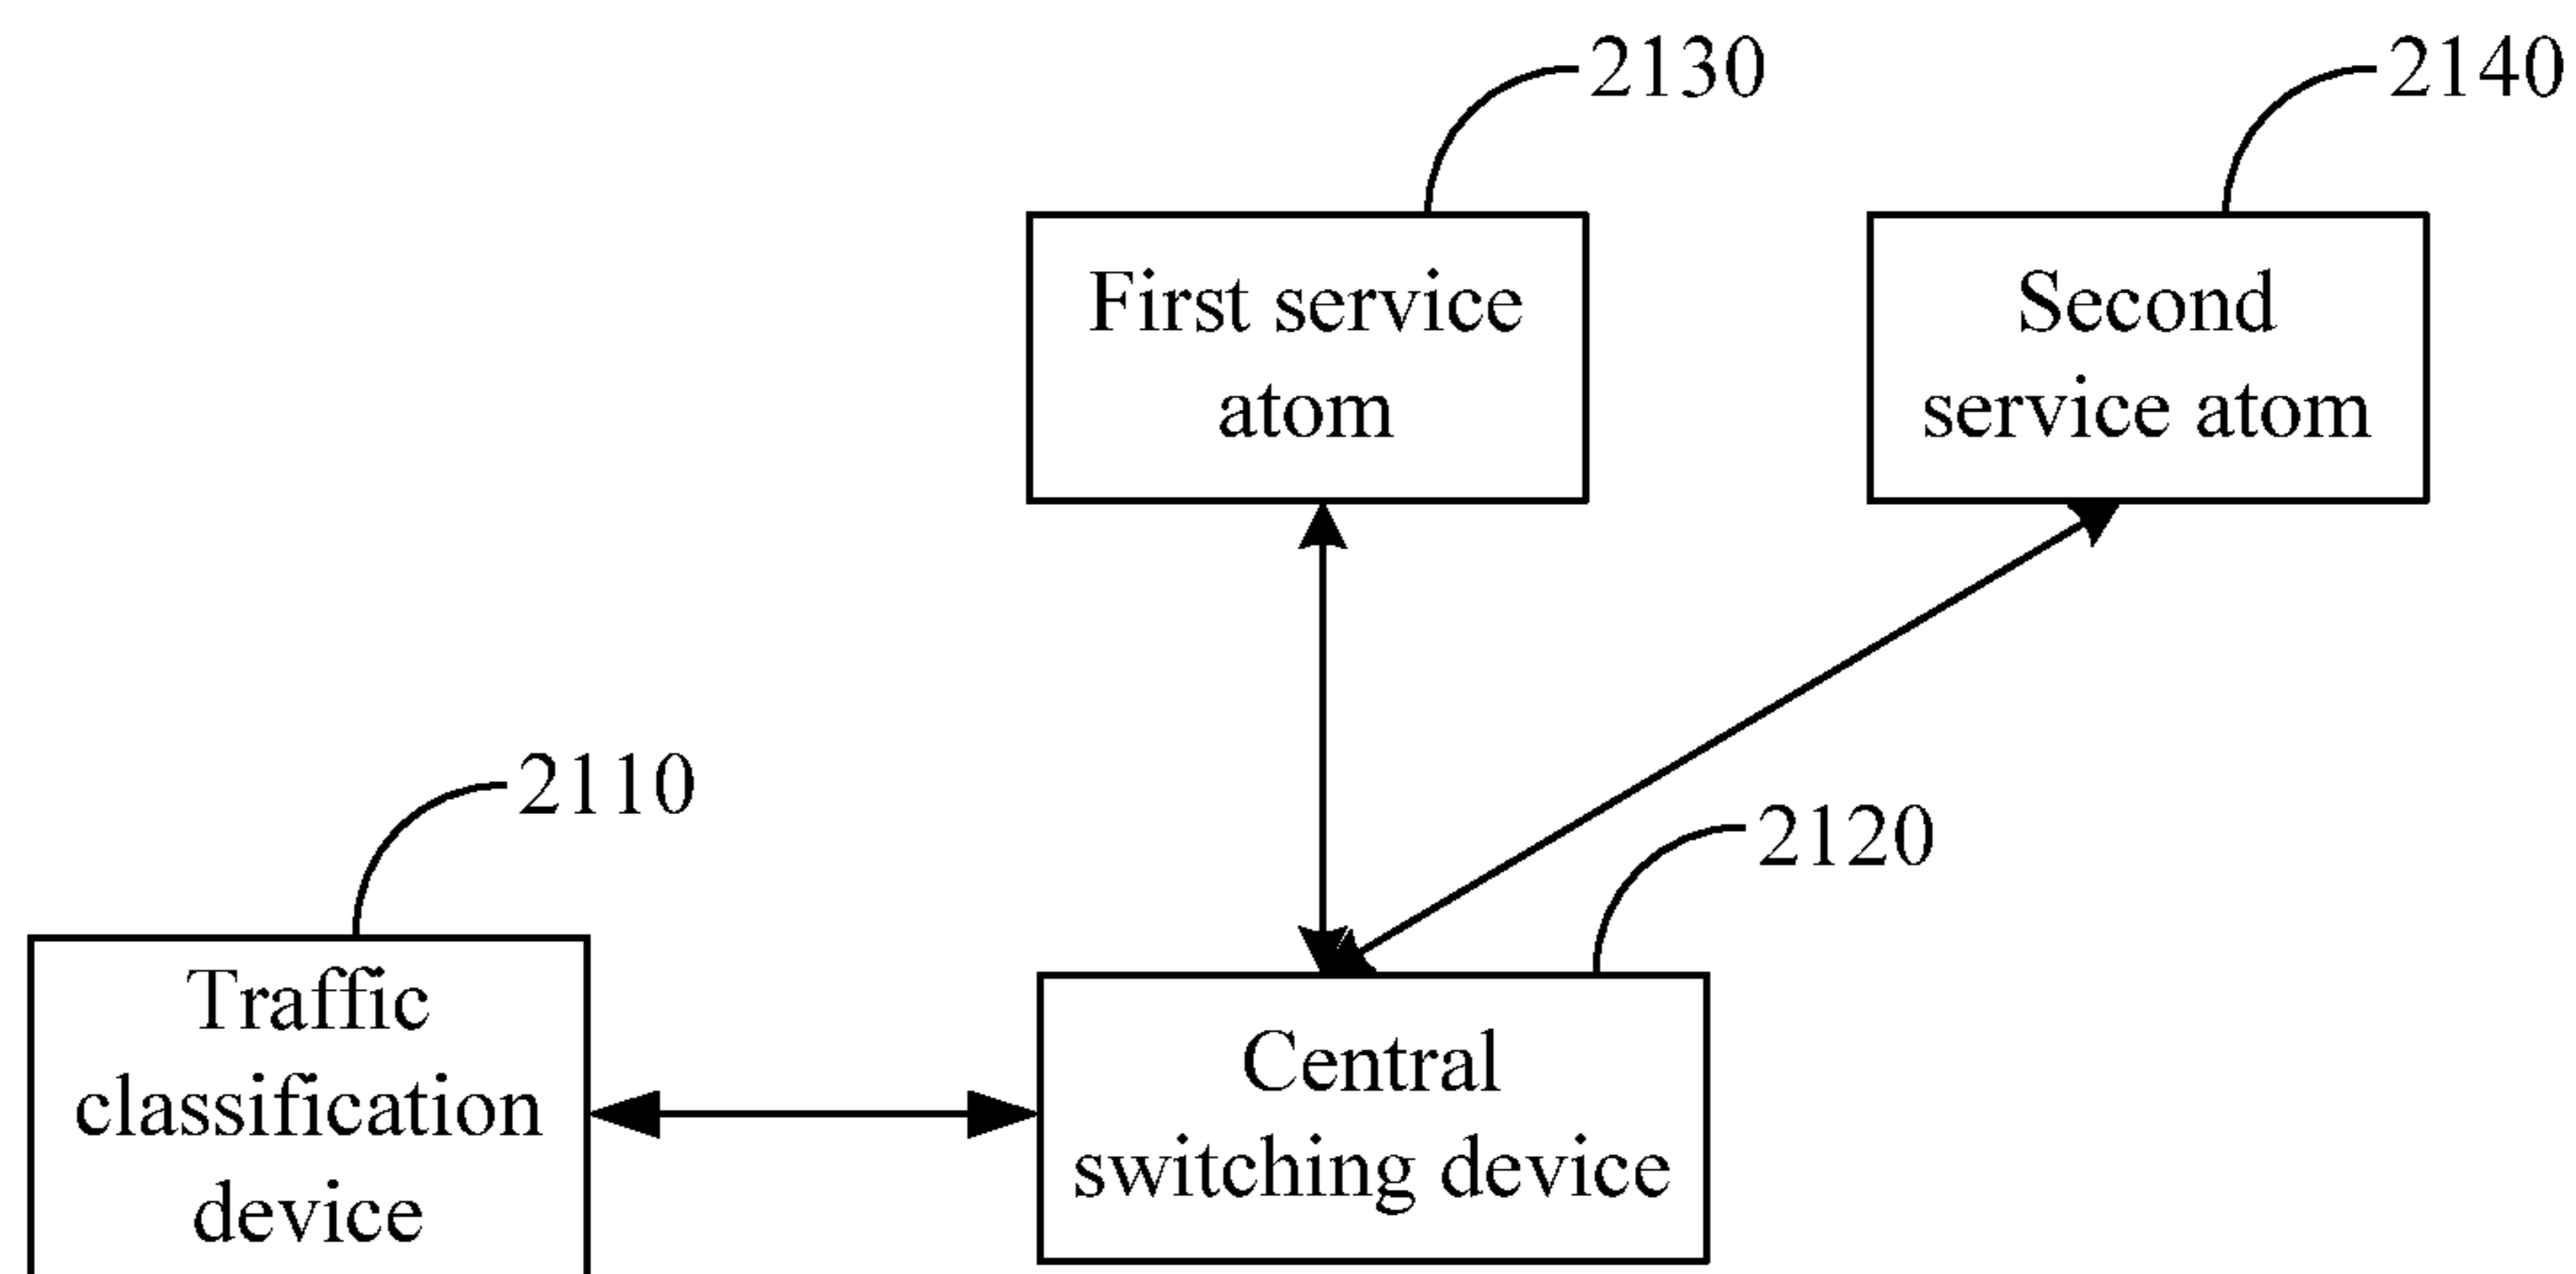 2130
2140
First service
atom
Second
service atom
2110
2120
Traffic
classification
device
Central
switching device